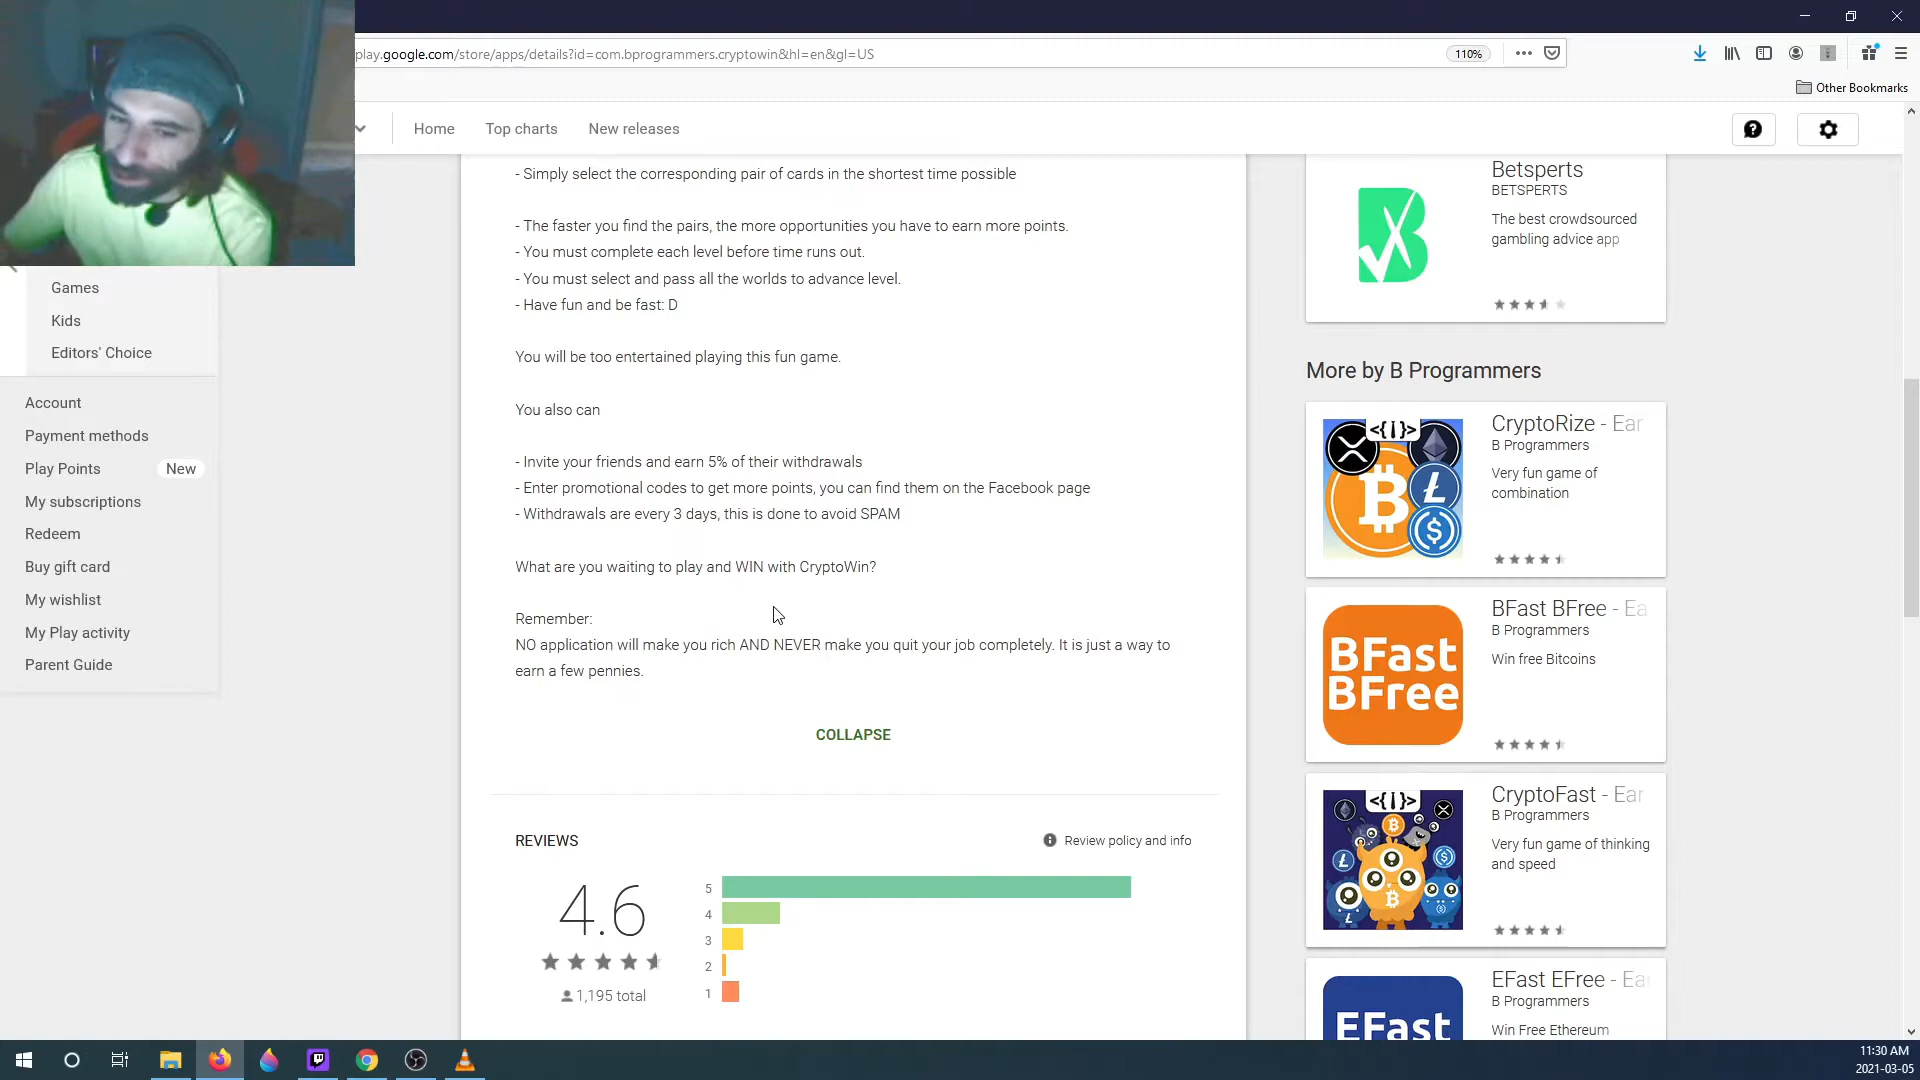 play.google.com/store/apps/details?id=com.bprogrammers.cryptowin&hl=en&gl=US
110%
Other Bookmarks
Home
Top charts
New releases
Games
Kids
Editors' Choice
Account
Payment methods
Play Points
New
My subscriptions
Redeem
Buy gift card
My wishlist
My Play activity
Parent Guide
- Simply select the corresponding pair of cards in the shortest time possible
- The faster you find the pairs, the more opportunities you have to earn more points.
- You must complete each level before time runs out.
- You must select and pass all the worlds to advance level.
- Have fun and be fast: D
You will be too entertained playing this fun game.
You also can
- Invite your friends and earn 5% of their withdrawals
- Enter promotional codes to get more points, you can find them on the Facebook page
- Withdrawals are every 3 days, this is done to avoid SPAM
What are you waiting to play and WIN with CryptoWin?
Remember:
NO application will make you rich AND NEVER make you quit your job completely. It is just a way to
earn a few pennies.
COLLAPSE
REVIEWS
Review policy and info
4.6
1,195 total
5
4
3
2
1
Betsperts
BETSPERTS
The best crowdsourced
gambling advice app
More by B Programmers
CryptoRize - Ear
B Programmers
Very fun game of
combination
BFast
BFree
BFast BFree - Ea
B Programmers
Win free Bitcoins
CryptoFast - Ear
B Programmers
Very fun game of thinking
and speed
EFast
EFast EFree - Ea
B Programmers
Win Free Ethereum
11:30 AM
2021-03-05